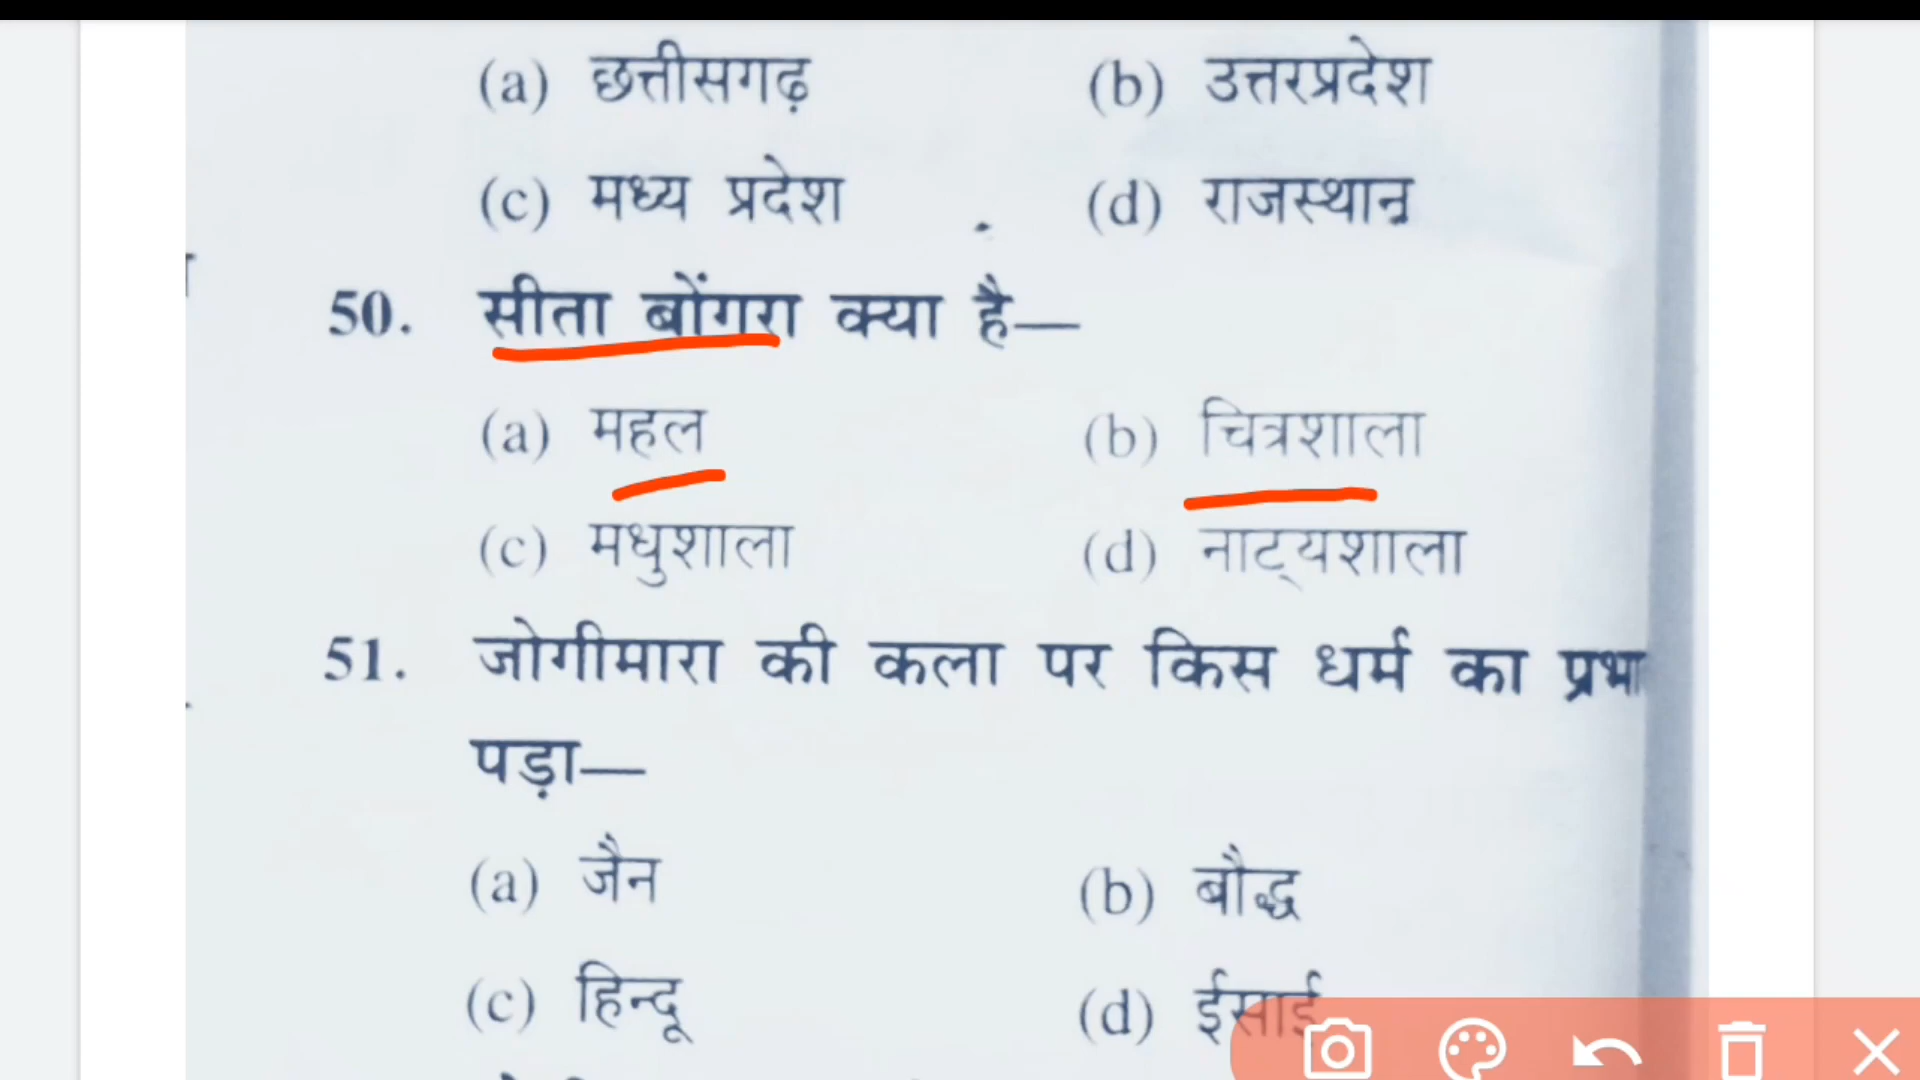 (a) छत्तीसगढ़ (b) उत्तरप्रदेश
(c) मध्य प्रदेश (d) राजस्थान
50. सीता बोंगरा क्या है—
(a) महल (b) चित्रशाला
(c) मधुशाला (d) नाट्यशाला
51. जोगीमारा की कला पर किस धर्म का प्रभा
पड़ा—
(a) जैन (b) बौद्ध
(c) हिन्दू (d) ईसाई